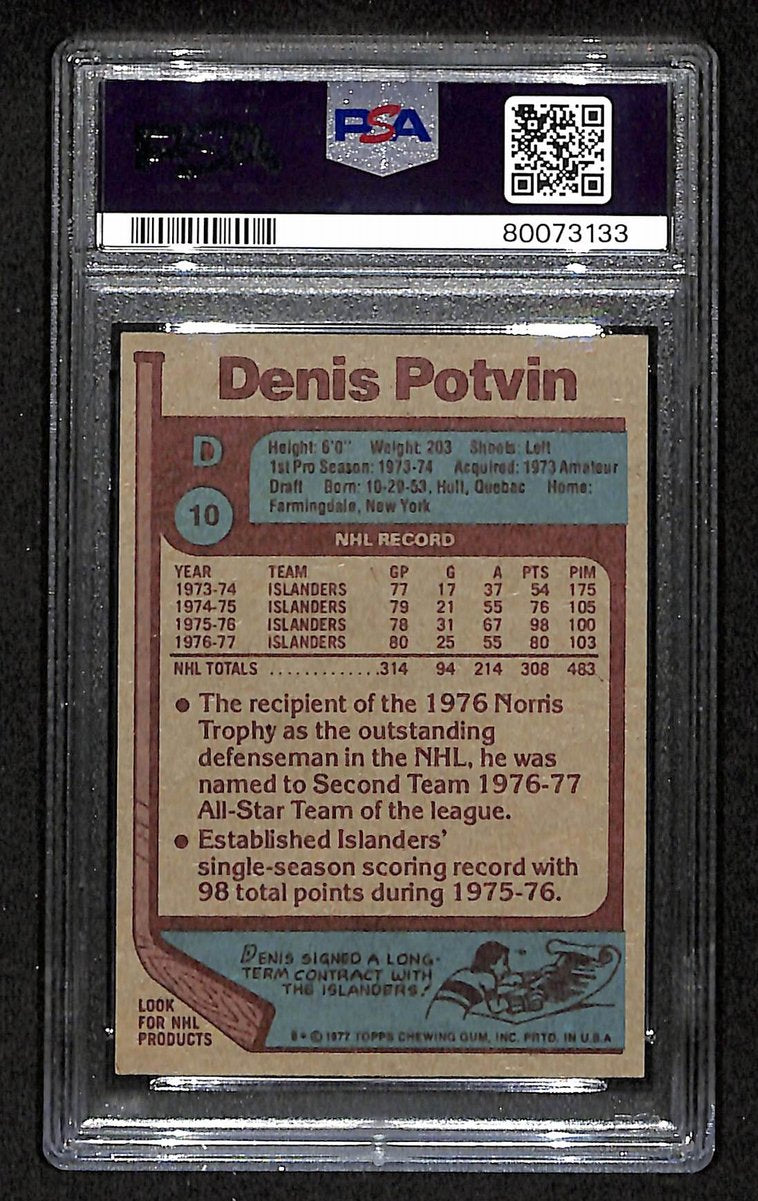 PSA
80073133
Denis Potvin
D
10
Height: 6'0" Weight: 203 Shoots: Left
1st Pro Season: 1973-74 Acquired: 1973 Amateur
Draft Born: 10-29-53, Hull, Quebec Home:
Farmingdale, New York
NHL RECORD
YEAR TEAM GP G A PTS PIM
1973-74 ISLANDERS 77 17 37 54 175
1974-75 ISLANDERS 79 21 55 76 105
1975-76 ISLANDERS 78 31 67 98 100
1976-77 ISLANDERS 80 25 55 80 103
NHL TOTALS ............. 314 94 214 308 483
● The recipient of the 1976 Norris
Trophy as the outstanding
defenseman in the NHL, he was
named to Second Team 1976-77
All-Star Team of the league.
● Established Islanders'
single-season scoring record with
98 total points during 1975-76.
DENIS SIGNED A LONG-
TERM CONTRACT WITH
THE ISLANDERS!
LOOK
FOR NHL
PRODUCTS
B* © 1977 TOPPS CHEWING GUM, INC. PRTD. IN U.S.A